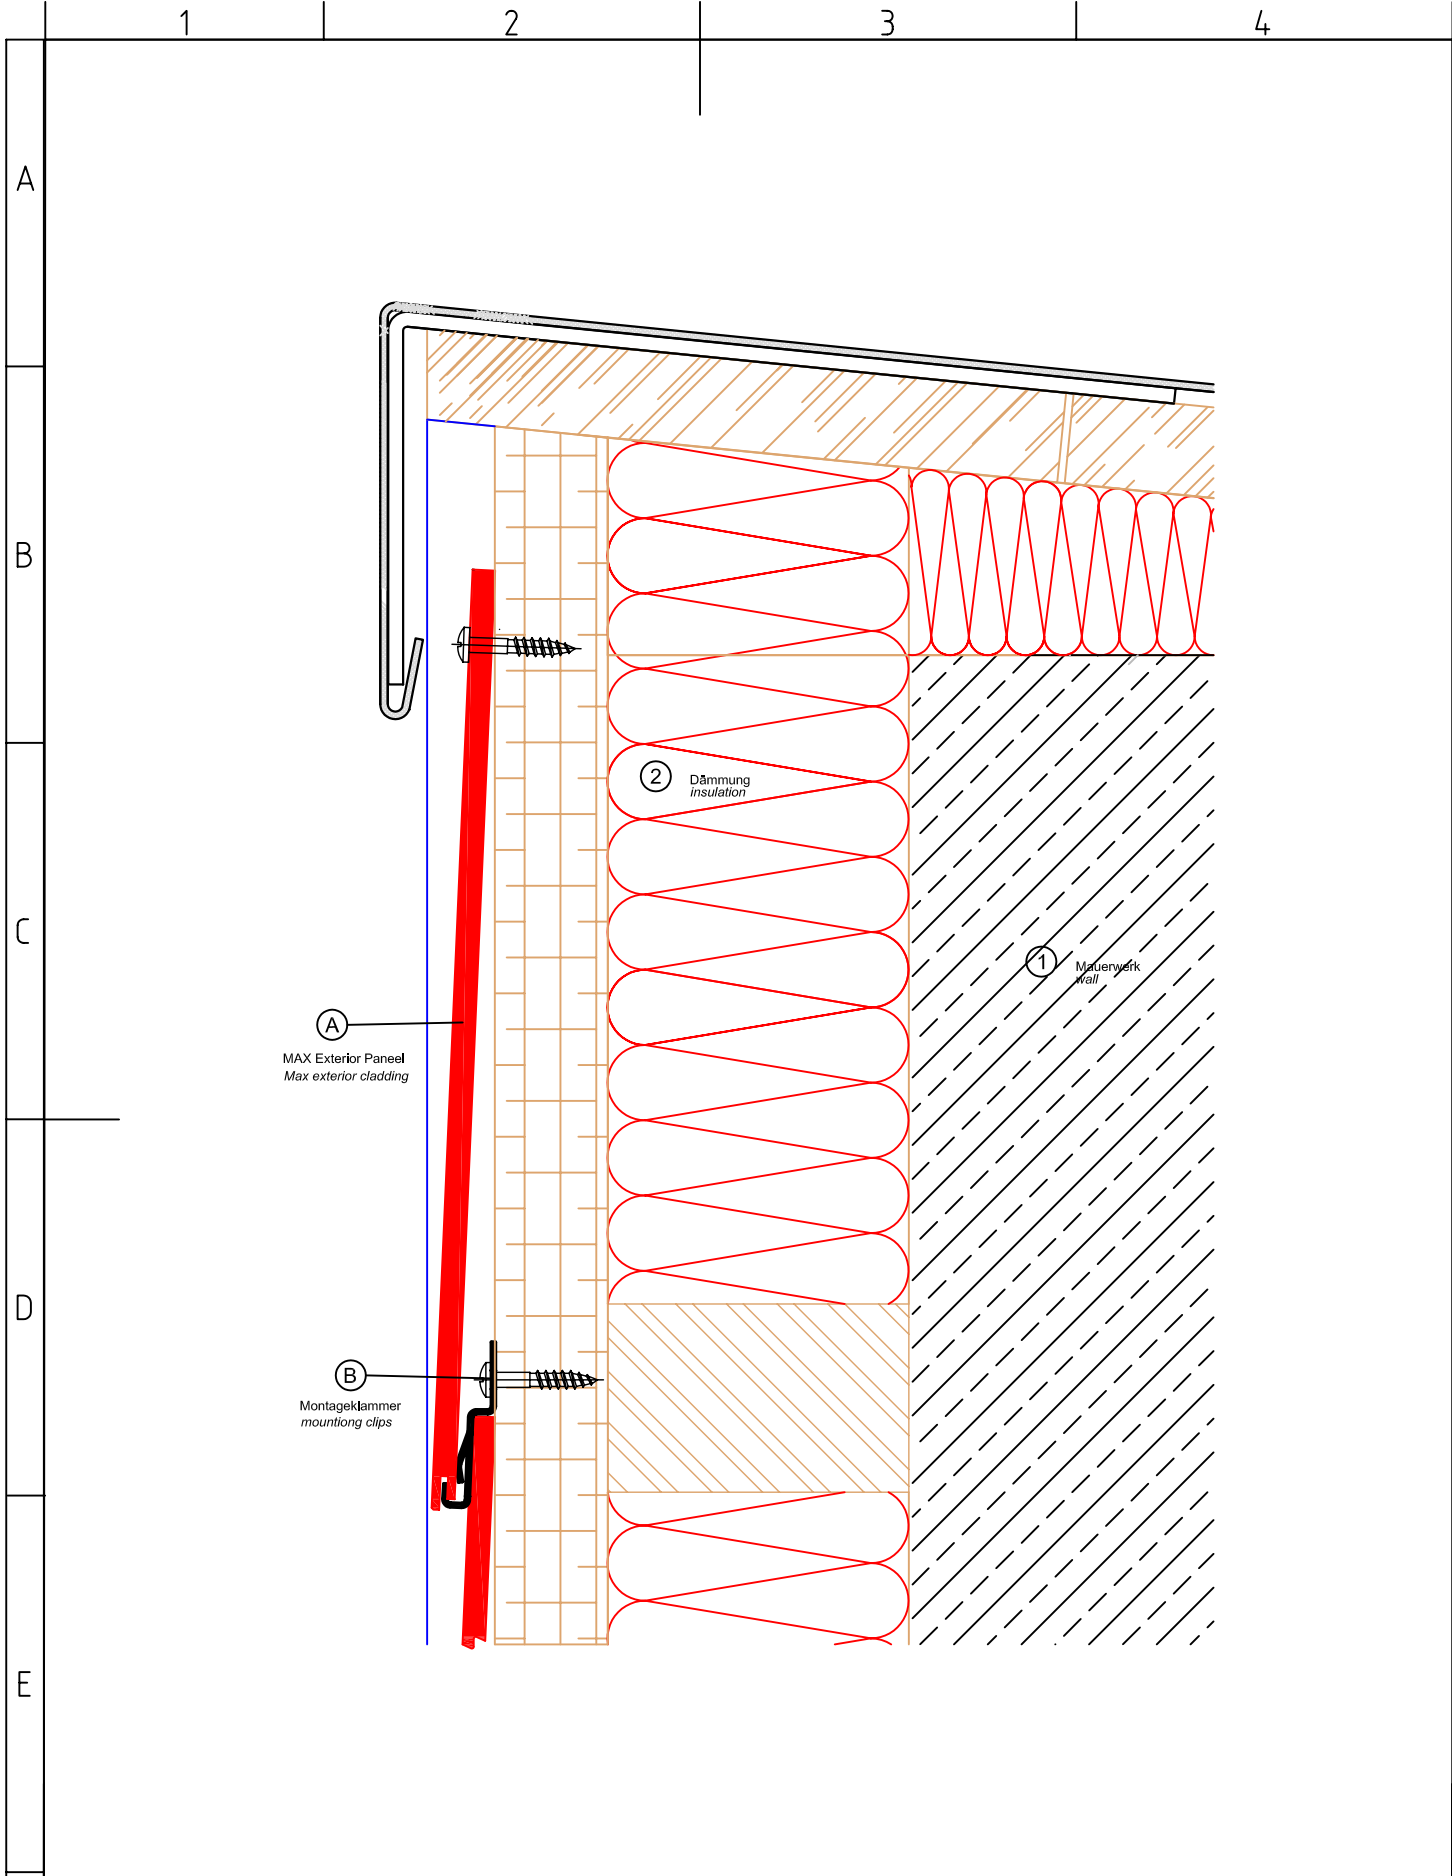 1 2 3 4
A
B
2 Dämmung
insulation
C
1 Mauerwerk
wall
A
MAX Exterior Paneel
Max exterior cladding
D
B
Montageklammer
mountiong clips
E